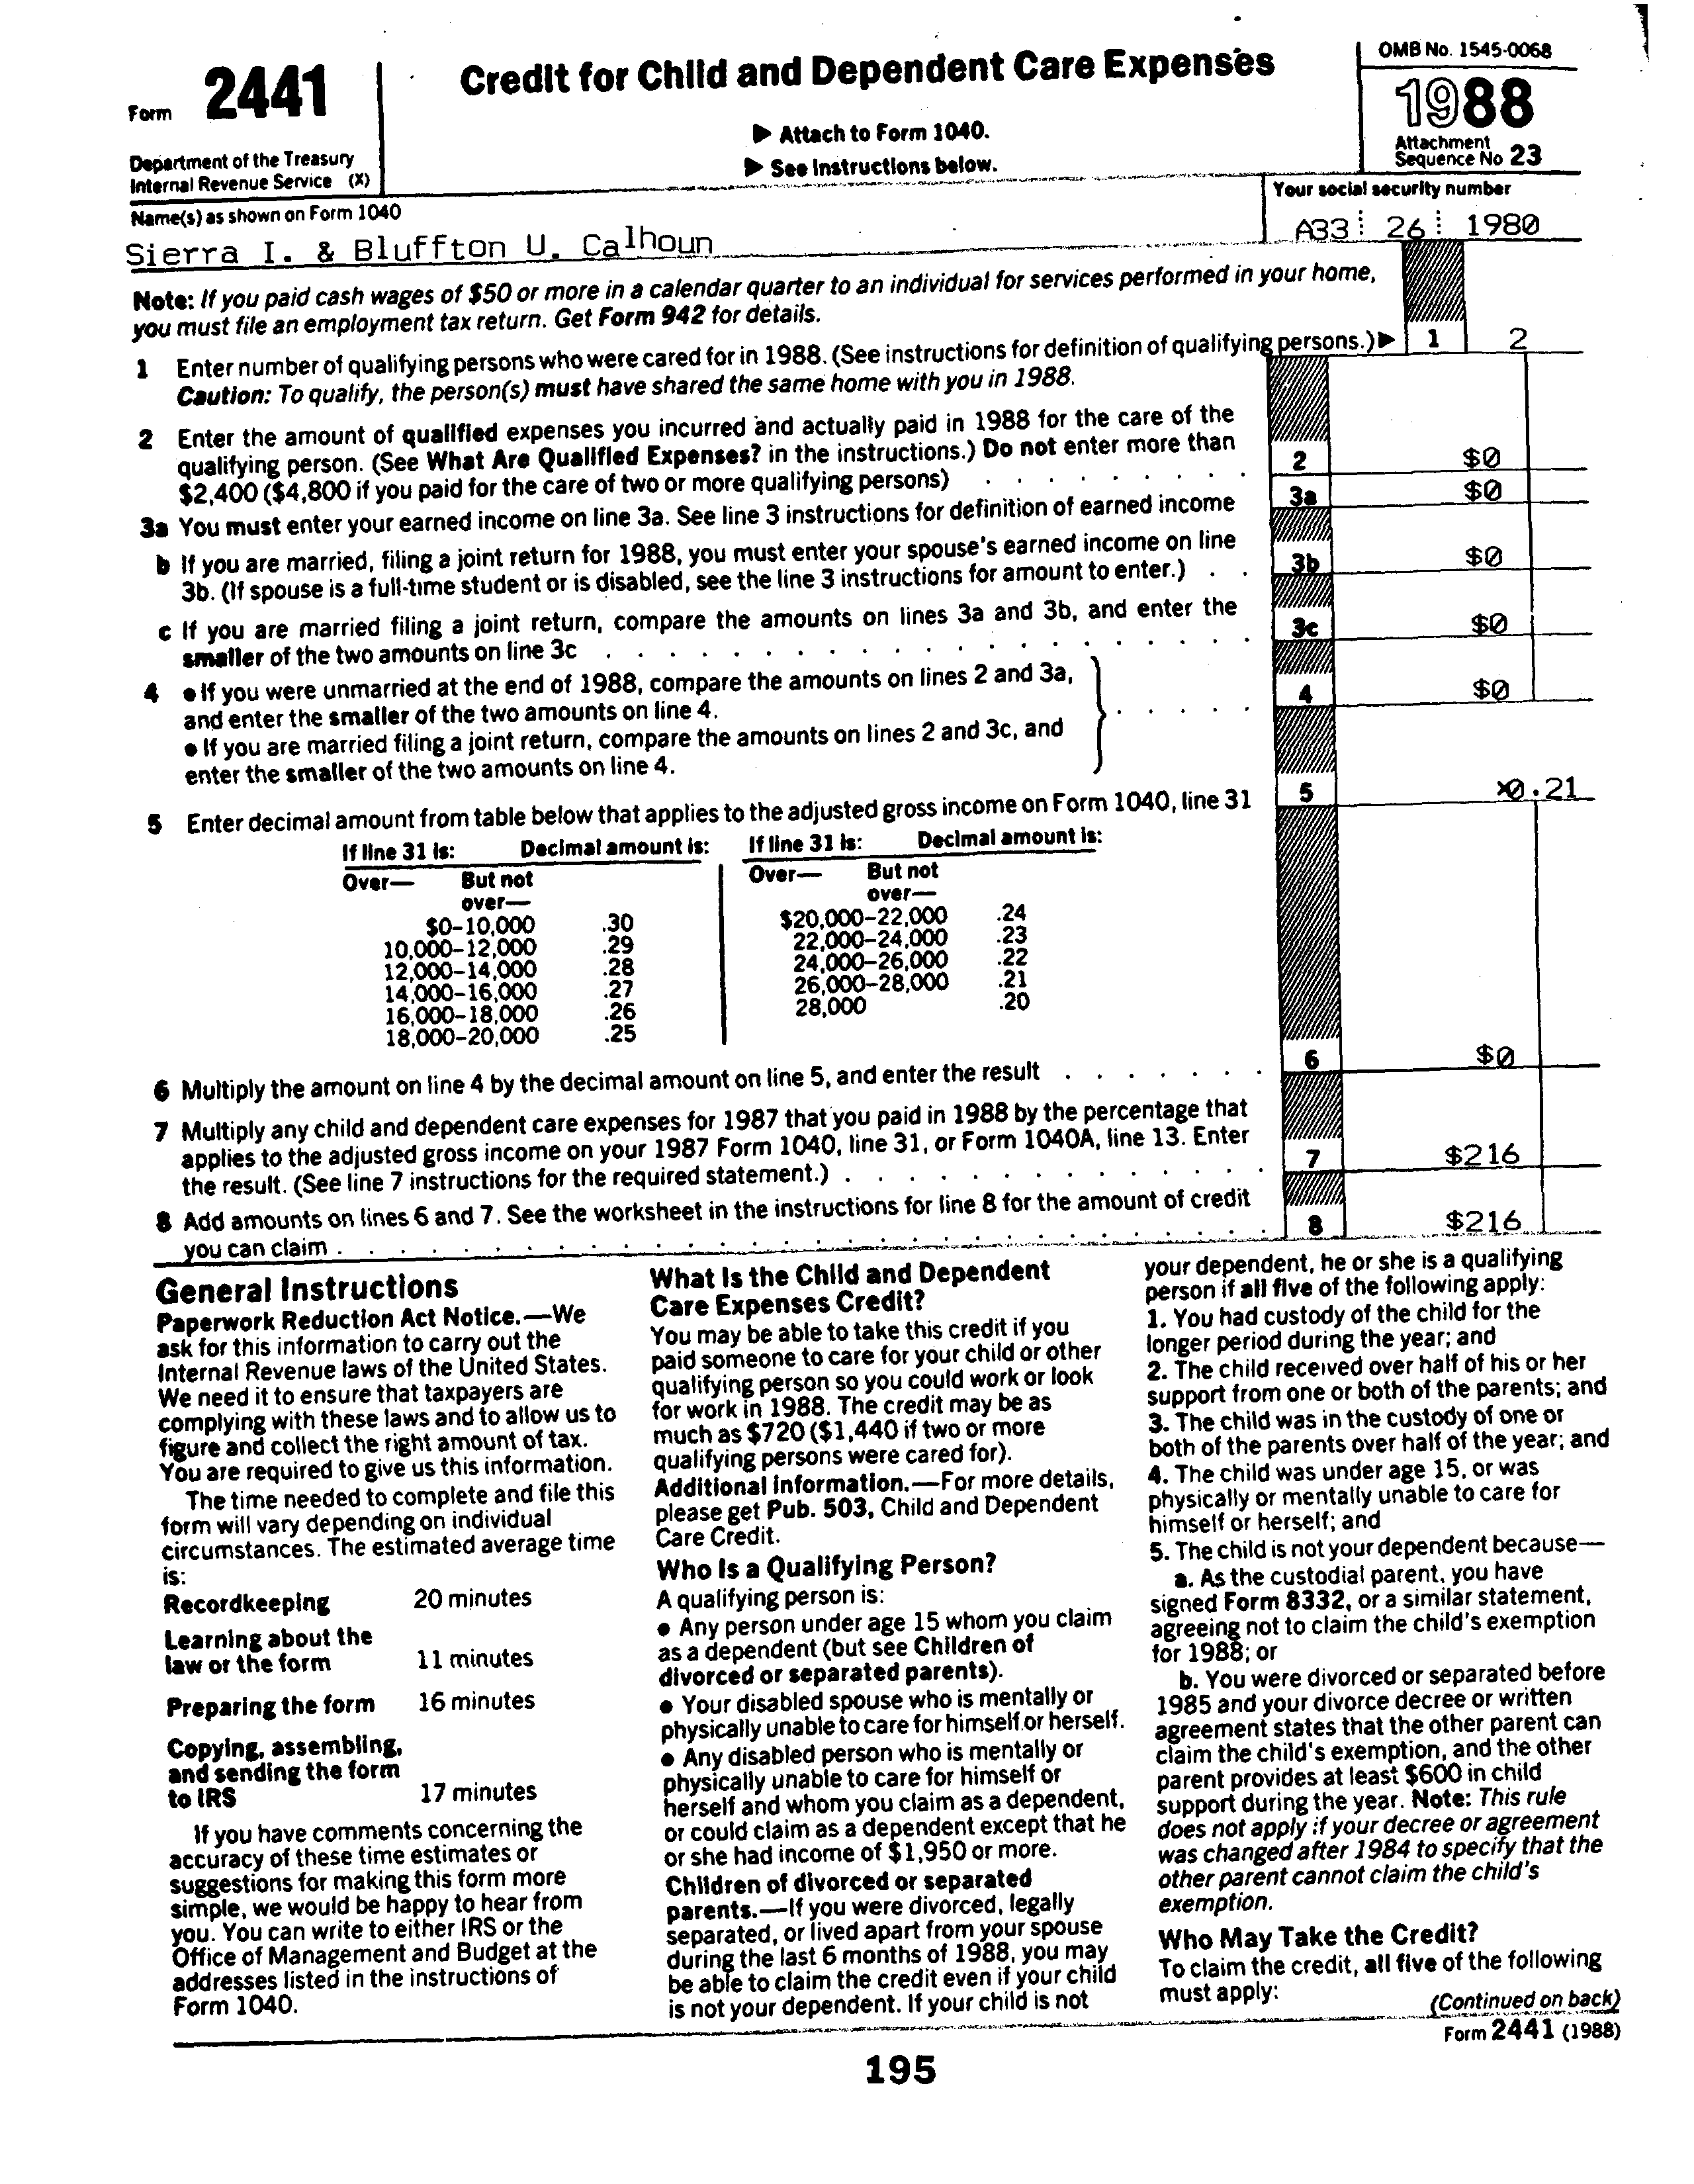 Form 2441
Department of the Treasury
Internal Revenue Service (X)
Credit for Child and Dependent Care Expenses
▶ Attach to Form 1040.
▶ See Instructions below.
OMB No. 1545-0068
1988
Attachment
Sequence No 23
Name(s) as shown on Form 1040
Sierra I. & Bluffton U. Calhoun
Your social security number
A33 26 1980
Note: If you paid cash wages of $50 or more in a calendar quarter to an individual for services performed in your home,
you must file an employment tax return. Get Form 942 for details.
1 Enter number of qualifying persons who were cared for in 1988. (See instructions for definition of qualifying persons.) ▶ 1 2
Caution: To qualify, the person(s) must have shared the same home with you in 1988.
2 Enter the amount of qualified expenses you incurred and actually paid in 1988 for the care of the
qualifying person. (See What Are Qualified Expenses? in the instructions.) Do not enter more than
$2,400 ($4,800 if you paid for the care of two or more qualifying persons) . . . . . . . . 2 $0
3a You must enter your earned income on line 3a. See line 3 instructions for definition of earned income 3a $0
b If you are married, filing a joint return for 1988, you must enter your spouse's earned income on line
3b. (If spouse is a full-time student or is disabled, see the line 3 instructions for amount to enter.) . . 3b $0
c If you are married filing a joint return, compare the amounts on lines 3a and 3b, and enter the
smaller of the two amounts on line 3c . . . . . . . . . . . . . . . . 3c $0
4 ● If you were unmarried at the end of 1988, compare the amounts on lines 2 and 3a,
and enter the smaller of the two amounts on line 4. . . . . . 4 $0
● If you are married filing a joint return, compare the amounts on lines 2 and 3c, and
enter the smaller of the two amounts on line 4.
5 Enter decimal amount from table below that applies to the adjusted gross income on Form 1040, line 31 5 ×0.21
If line 31 is: Decimal amount is: If line 31 is: Decimal amount is:
Over— But not over— Over— But not over—
$0–10,000 .30 $20,000–22,000 .24
10,000–12,000 .29 22,000–24,000 .23
12,000–14,000 .28 24,000–26,000 .22
14,000–16,000 .27 26,000–28,000 .21
16,000–18,000 .26 28,000 .20
18,000–20,000 .25
6 Multiply the amount on line 4 by the decimal amount on line 5, and enter the result . . . . . . . 6 $0
7 Multiply any child and dependent care expenses for 1987 that you paid in 1988 by the percentage that
applies to the adjusted gross income on your 1987 Form 1040, line 31, or Form 1040A, line 13. Enter
the result. (See line 7 instructions for the required statement.) . . . . . . . . . . . . . 7 $216
8 Add amounts on lines 6 and 7. See the worksheet in the instructions for line 8 for the amount of credit
you can claim . . . . . . . . . . . . . . . . . . . . . . . . . . . . . 8 $216
General Instructions
Paperwork Reduction Act Notice.—We
ask for this information to carry out the
Internal Revenue laws of the United States.
We need it to ensure that taxpayers are
complying with these laws and to allow us to
figure and collect the right amount of tax.
You are required to give us this information.
The time needed to complete and file this
form will vary depending on individual
circumstances. The estimated average time
is:
Recordkeeping 20 minutes
Learning about the
law or the form 11 minutes
Preparing the form 16 minutes
Copying, assembling,
and sending the form
to IRS 17 minutes
If you have comments concerning the
accuracy of these time estimates or
suggestions for making this form more
simple, we would be happy to hear from
you. You can write to either IRS or the
Office of Management and Budget at the
addresses listed in the instructions of
Form 1040.
What Is the Child and Dependent
Care Expenses Credit?
You may be able to take this credit if you
paid someone to care for your child or other
qualifying person so you could work or look
for work in 1988. The credit may be as
much as $720 ($1,440 if two or more
qualifying persons were cared for).
Additional information.—For more details,
please get Pub. 503, Child and Dependent
Care Credit.
Who Is a Qualifying Person?
A qualifying person is:
● Any person under age 15 whom you claim
as a dependent (but see Children of
divorced or separated parents).
● Your disabled spouse who is mentally or
physically unable to care for himself or herself.
● Any disabled person who is mentally or
physically unable to care for himself or
herself and whom you claim as a dependent,
or could claim as a dependent except that he
or she had income of $1,950 or more.
Children of divorced or separated
parents.—If you were divorced, legally
separated, or lived apart from your spouse
during the last 6 months of 1988, you may
be able to claim the credit even if your child
is not your dependent. If your child is not
your dependent, he or she is a qualifying
person if all five of the following apply:
1. You had custody of the child for the
longer period during the year; and
2. The child received over half of his or her
support from one or both of the parents; and
3. The child was in the custody of one or
both of the parents over half of the year; and
4. The child was under age 15, or was
physically or mentally unable to care for
himself or herself; and
5. The child is not your dependent because—
a. As the custodial parent, you have
signed Form 8332, or a similar statement,
agreeing not to claim the child's exemption
for 1988; or
b. You were divorced or separated before
1985 and your divorce decree or written
agreement states that the other parent can
claim the child's exemption, and the other
parent provides at least $600 in child
support during the year. Note: This rule
does not apply if your decree or agreement
was changed after 1984 to specify that the
other parent cannot claim the child's
exemption.
Who May Take the Credit?
To claim the credit, all five of the following
must apply:
(Continued on back)
Form 2441 (1988)
195